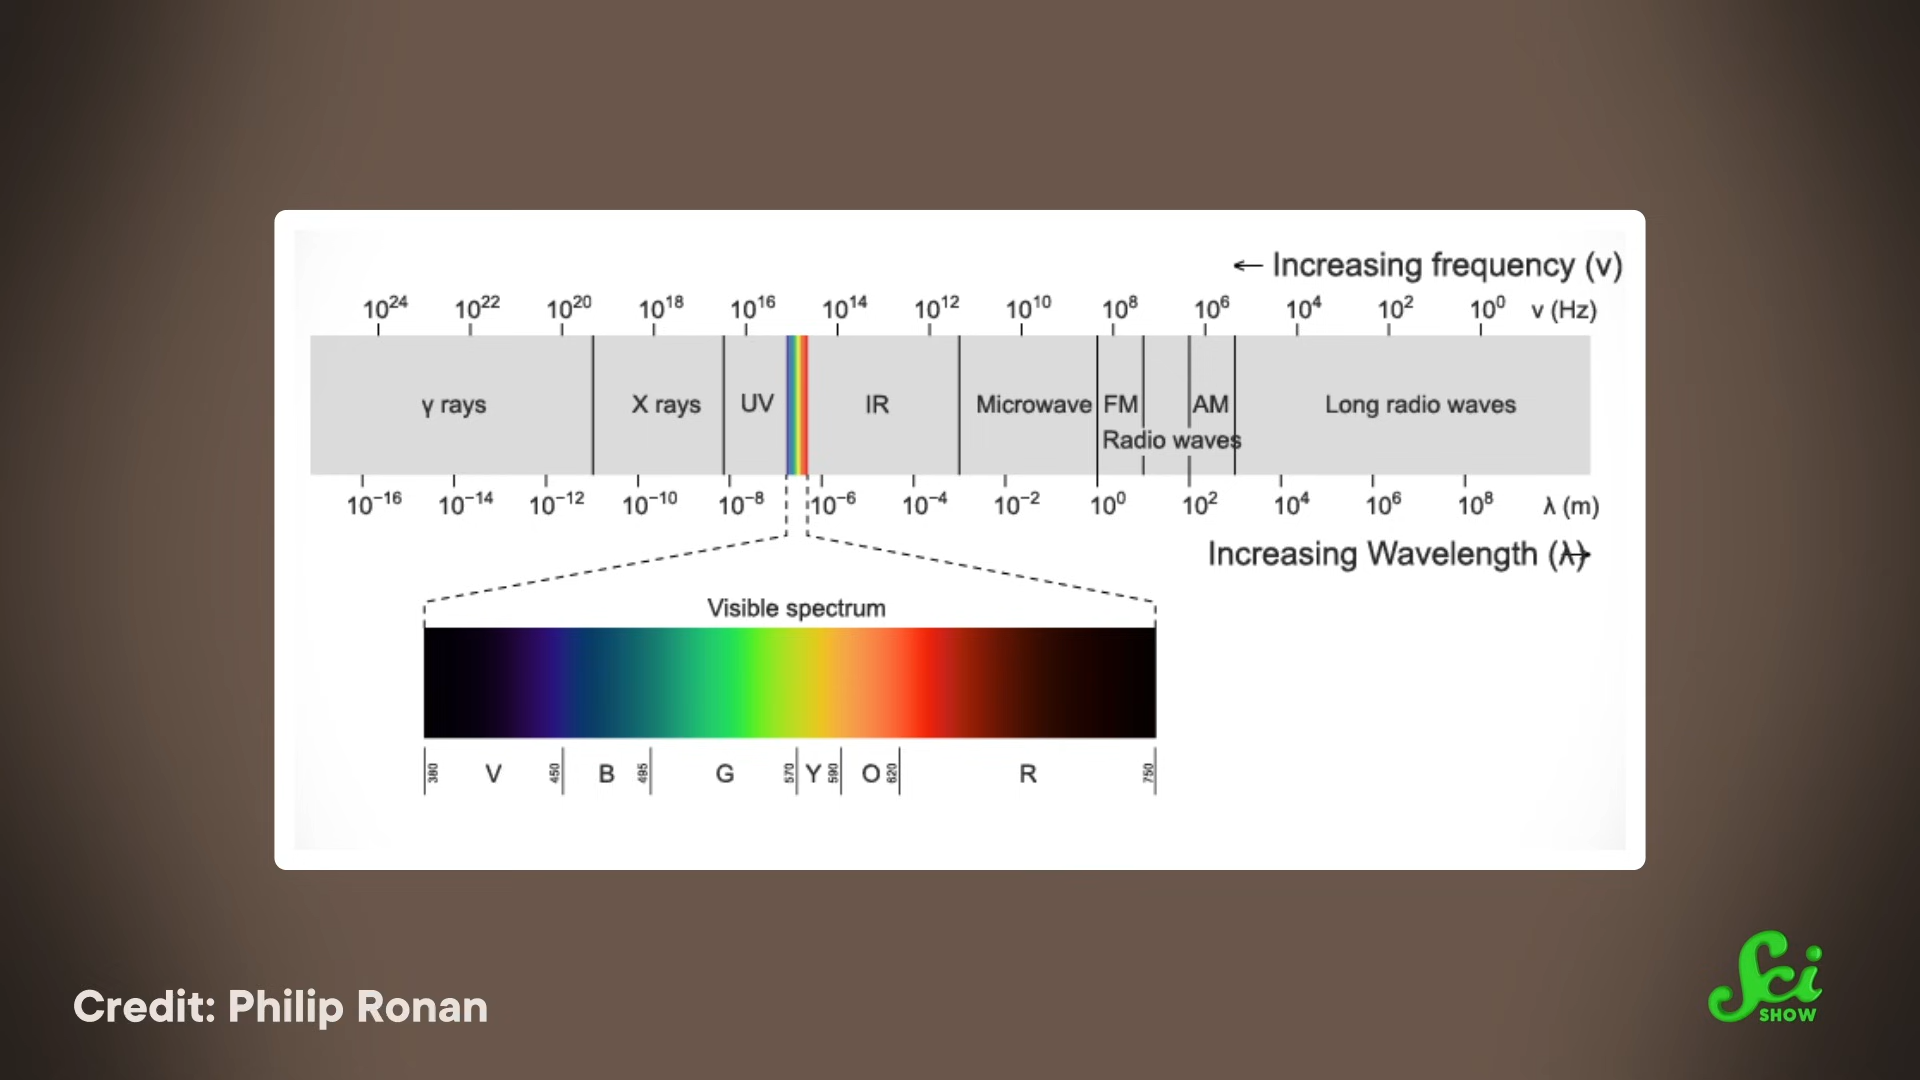 ← Increasing frequency (ν)
10²⁴ 10²² 10²⁰ 10¹⁸ 10¹⁶ 10¹⁴ 10¹² 10¹⁰ 10⁸ 10⁶ 10⁴ 10² 10⁰ ν (Hz)
γ rays X rays UV IR Microwave FM AM Long radio waves
Radio waves
10⁻¹⁶ 10⁻¹⁴ 10⁻¹² 10⁻¹⁰ 10⁻⁸ 10⁻⁶ 10⁻⁴ 10⁻² 10⁰ 10² 10⁴ 10⁶ 10⁸ λ (m)
Increasing Wavelength (λ) →
Visible spectrum
380 V 450 B 495 G 570 Y 590 O 620 R 750
Credit: Philip Ronan
Sci
SHOW